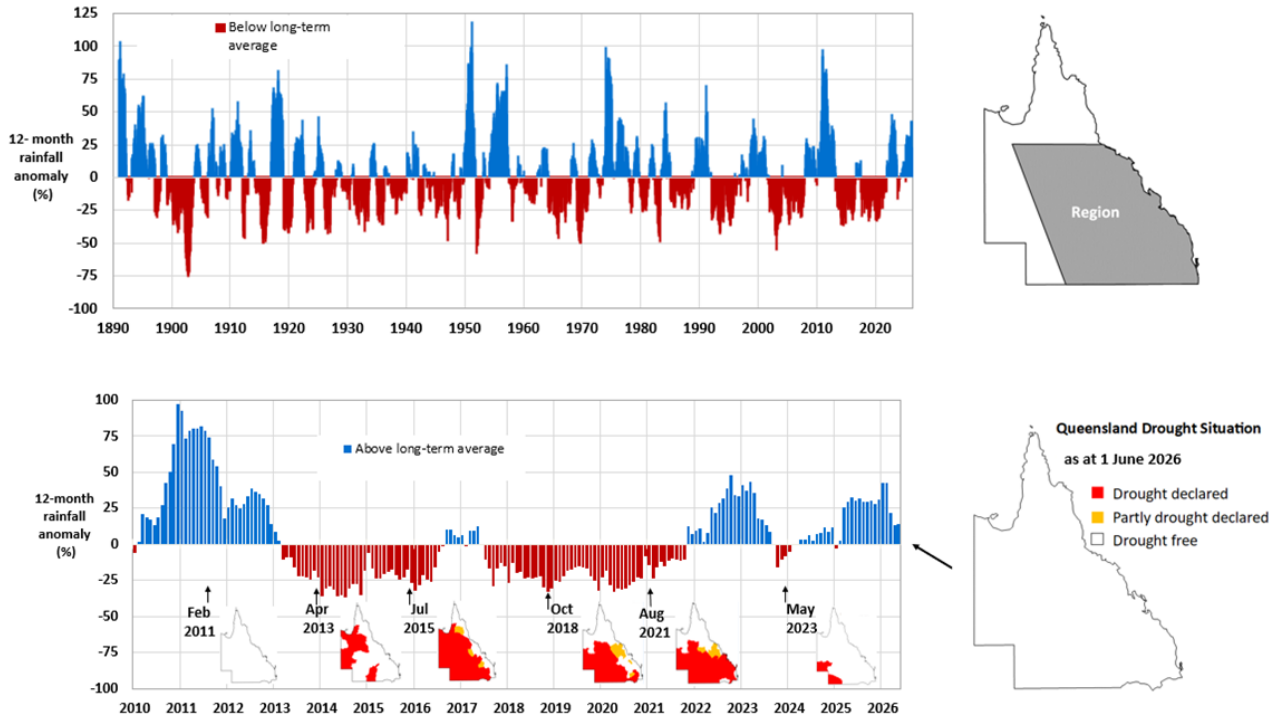 125
100
75
50
25
0
-25
-50
-75
-100
12- month
rainfall
anomaly
(%)
Below long-term
average
1890 1900 1910 1920 1930 1940 1950 1960 1970 1980 1990 2000 2010 2020
Region
100
75
50
25
0
-25
-50
-75
-100
12-month
rainfall
anomaly
(%)
Above long-term average
Feb
2011
Apr
2013
Jul
2015
Oct
2018
Aug
2021
May
2023
2010 2011 2012 2013 2014 2015 2016 2017 2018 2019 2020 2021 2022 2023 2024 2025 2026
Queensland Drought Situation
as at 1 June 2026
Drought declared
Partly drought declared
Drought free